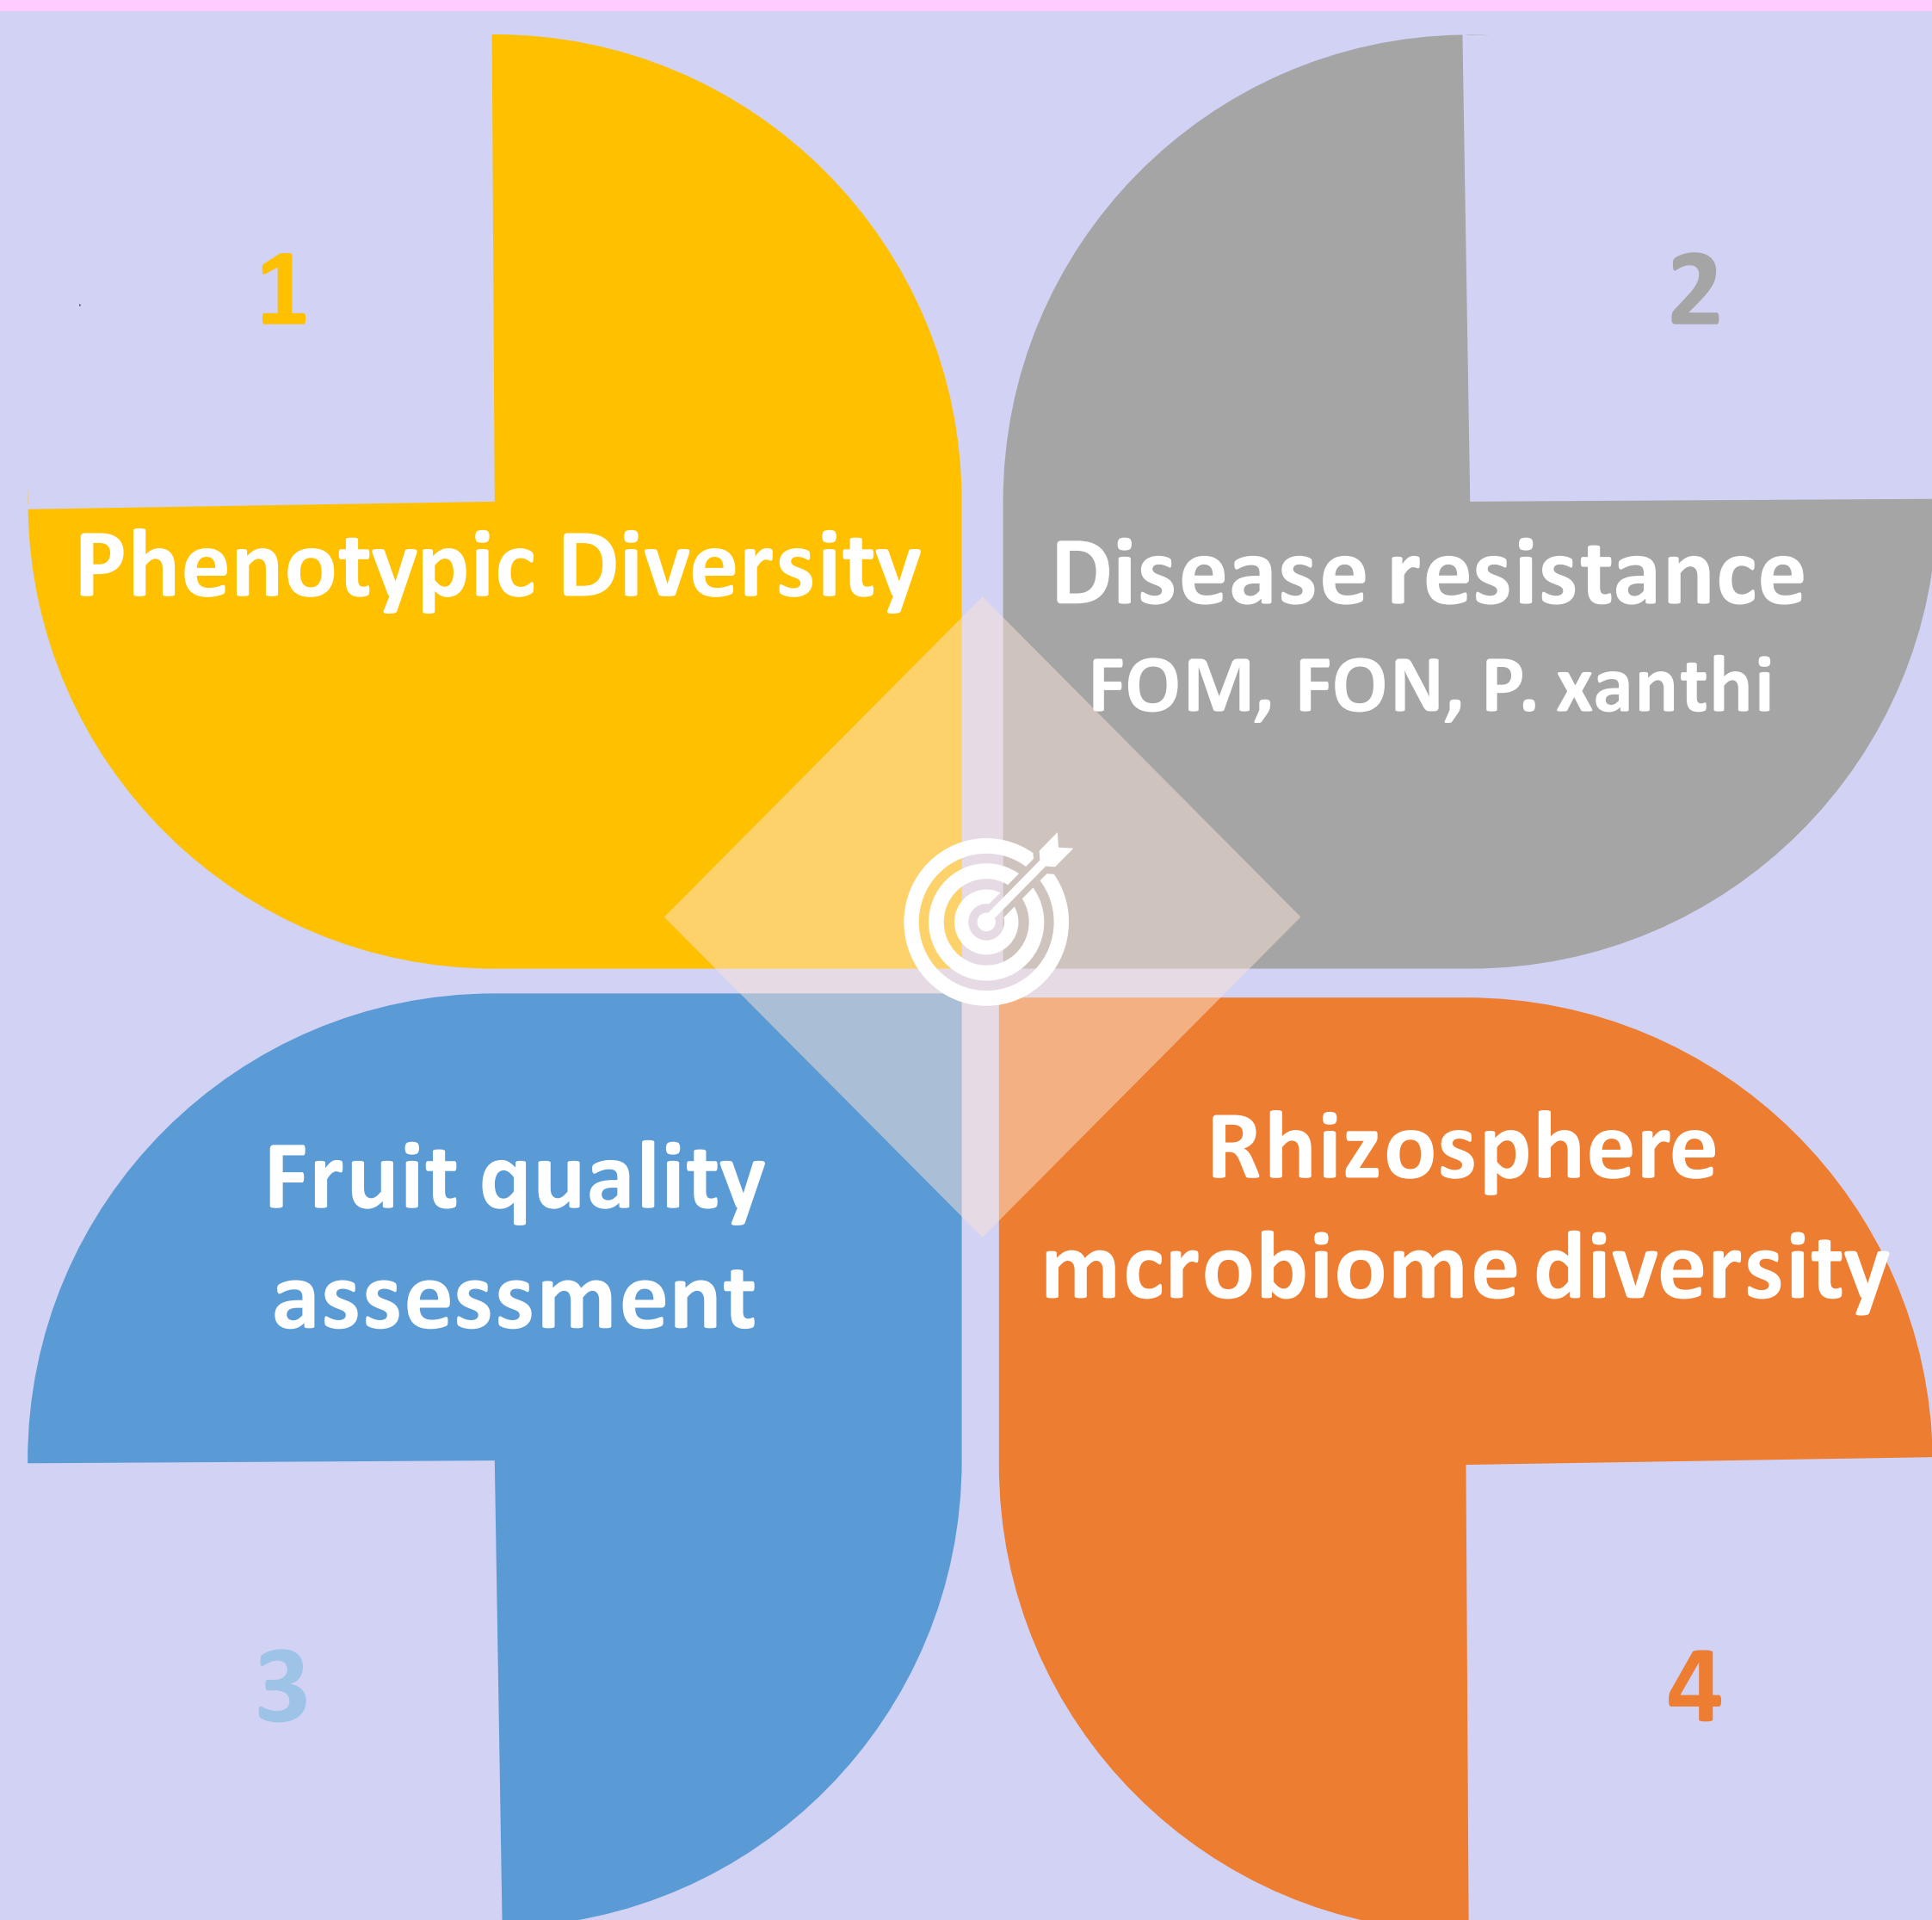 1
Phenotypic Diversity
2
Disease resistance
FOM, FON, P. xanthi
Fruit quality
assessment
3
Rhizosphere
mcrobiome diversity
4